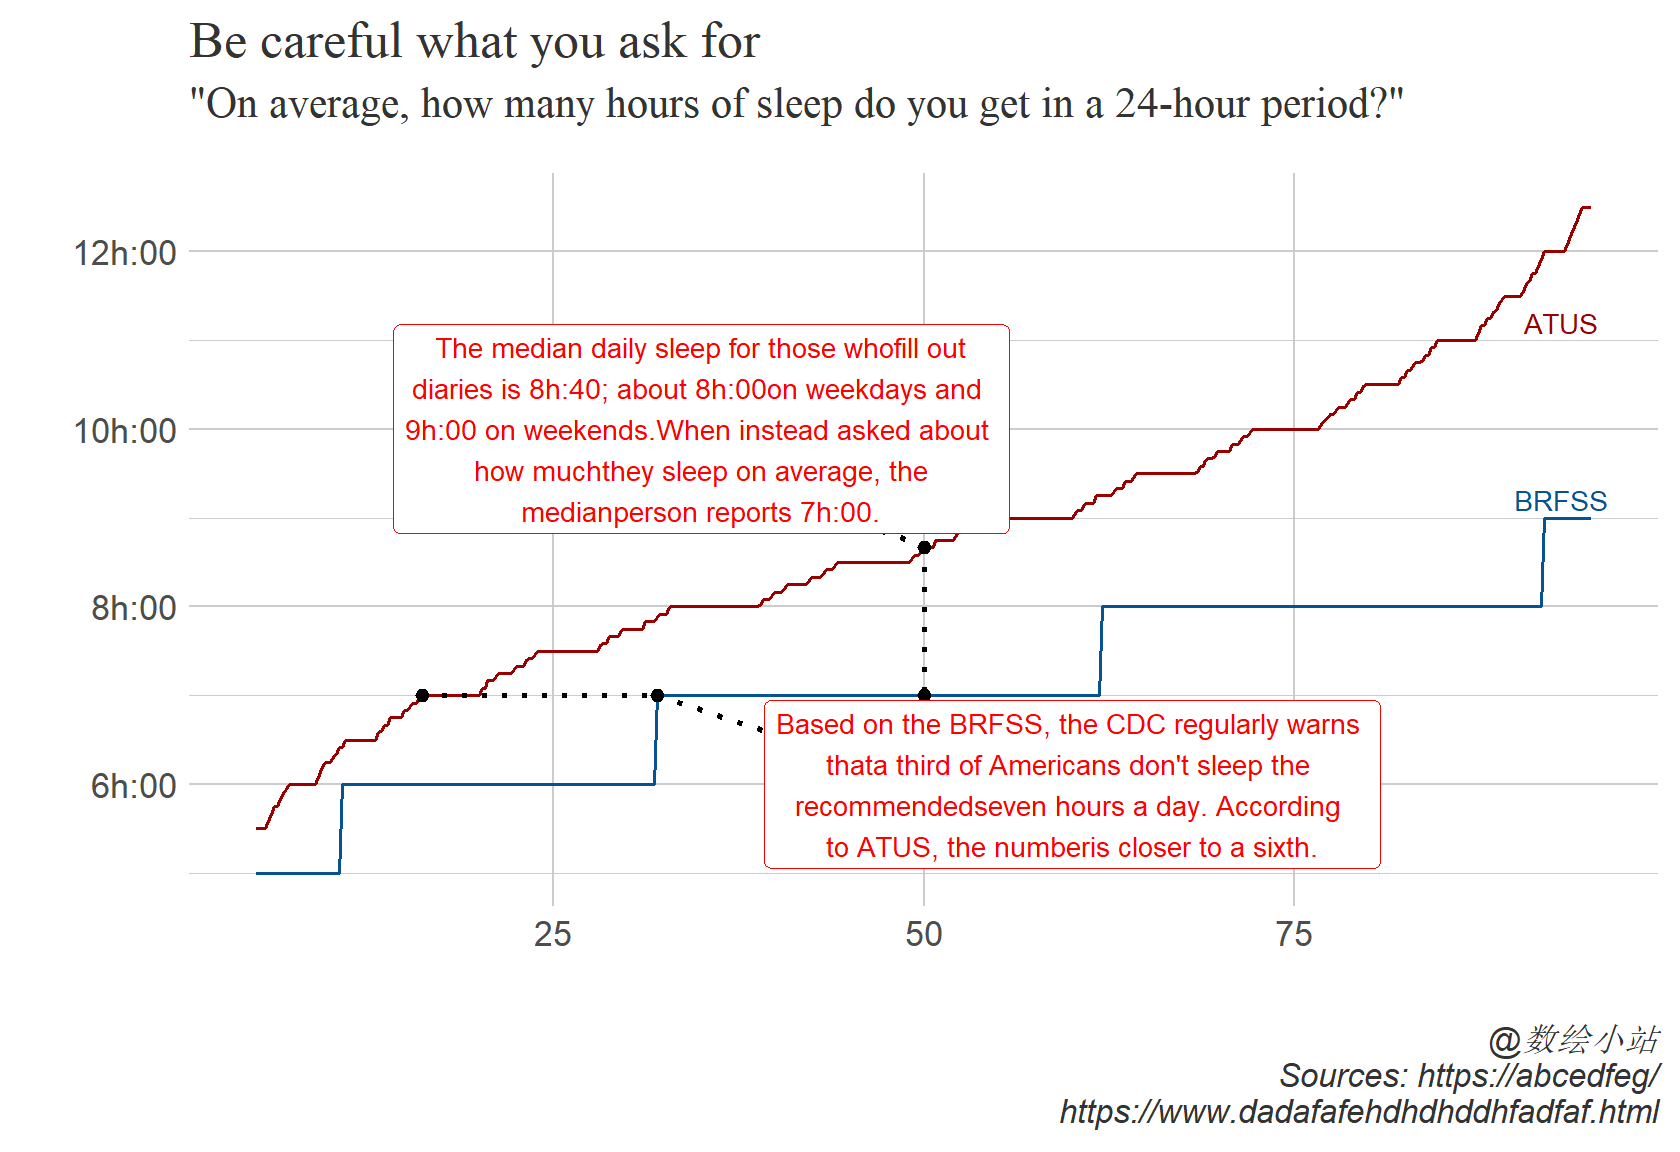 Be careful what you ask for
"On average, how many hours of sleep do you get in a 24-hour period?"
12h:00
10h:00
8h:00
6h:00
ATUS
BRFSS
The median daily sleep for those whofill out
diaries is 8h:40; about 8h:00on weekdays and
9h:00 on weekends.When instead asked about
how muchthey sleep on average, the
medianperson reports 7h:00.
Based on the BRFSS, the CDC regularly warns
thata third of Americans don't sleep the
recommendedseven hours a day. According
to ATUS, the numberis closer to a sixth.
25
50
75
@数绘小站
Sources: https://abcedfeg/
https://www.dadafafehdhdhddhfadfaf.html